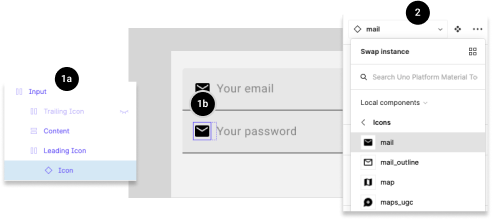 1a
Input
Trailing Icon
Content
Leading Icon
Icon
Your email
1b
Your password
2
mail
Swap instance
Search Uno Platform Material To
Local components
Icons
mail
mail_outline
map
maps_ugc